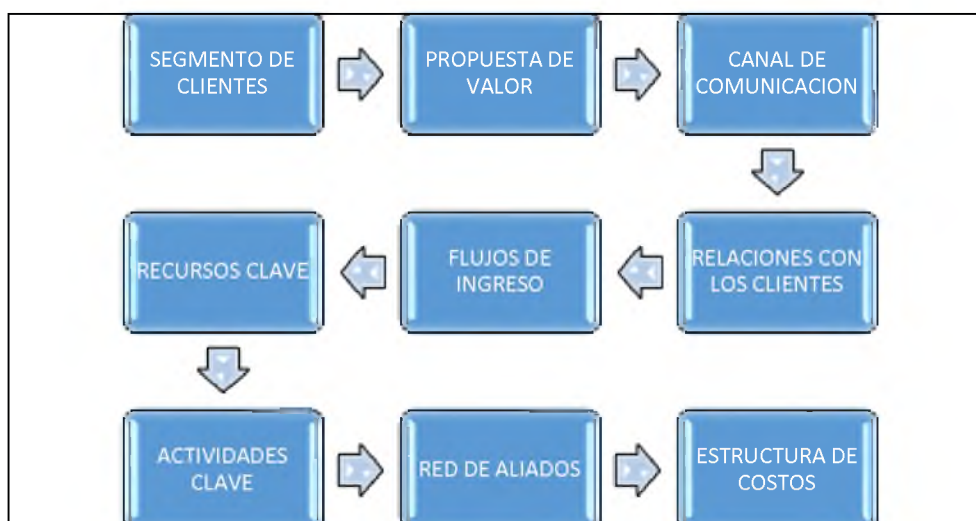 SEGMENTO DE
CLIENTES
PROPUESTA DE
VALOR
CANAL DE
COMUNICACION
RELACIONES CON
LOS CLIENTES
FLUJOS DE
INGRESO
RECURSOS CLAVE
ACTIVIDADES
CLAVE
RED DE ALIADOS
ESTRUCTURA DE
COSTOS